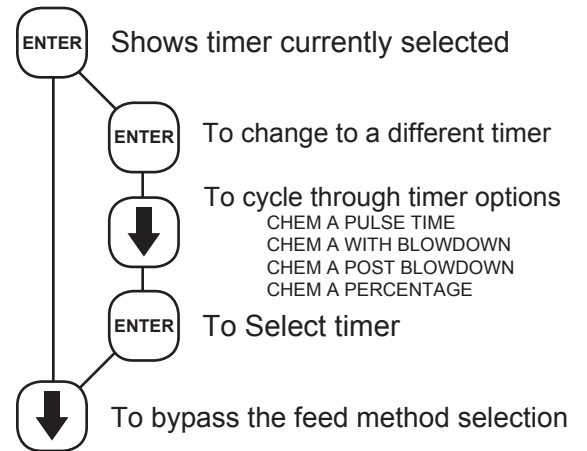 ENTER Shows timer currently selected
ENTER To change to a different timer
To cycle through timer options
CHEM A PULSE TIME
CHEM A WITH BLOWDOWN
CHEM A POST BLOWDOWN
CHEM A PERCENTAGE
ENTER To Select timer
To bypass the feed method selection